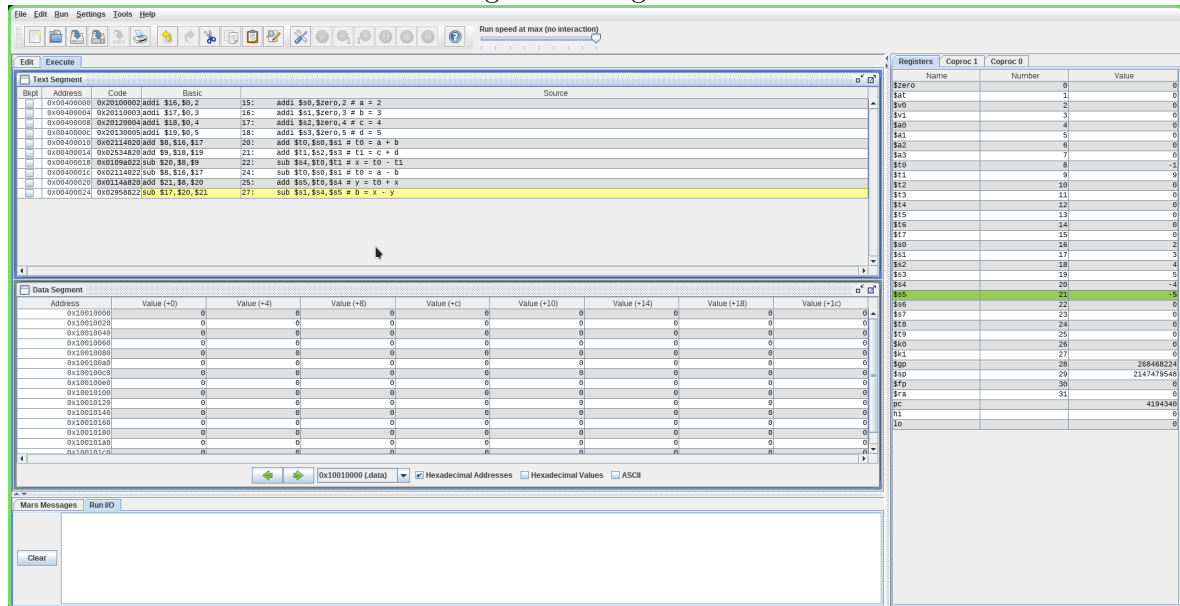 File Edit Run Settings Tools Help
Run speed at max (no interaction)
Edit Execute
Text Segment
Bkpt Address Code Basic Source
0x00400000 0x20100002 addi $16,$0,2 15: addi $s0,$zero,2 # a = 2
0x00400004 0x20110003 addi $17,$0,3 16: addi $s1,$zero,3 # b = 3
0x00400008 0x20120004 addi $18,$0,4 17: addi $s2,$zero,4 # c = 4
0x0040000c 0x20130005 addi $19,$0,5 18: addi $s3,$zero,5 # d = 5
0x00400010 0x02114020 add $8,$16,$17 20: add $t0,$s0,$s1 # t0 = a + b
0x00400014 0x02534820 add $9,$18,$19 21: add $t1,$s2,$s3 # t1 = c + d
0x00400018 0x0109a022 sub $20,$8,$9 22: sub $s4,$t0,$t1 # x = t0 - t1
0x0040001c 0x02114022 sub $8,$16,$17 24: sub $t0,$s0,$s1 # t0 = a - b
0x00400020 0x0114a820 add $21,$8,$20 25: add $s5,$t0,$s4 # y = t0 + x
0x00400024 0x02958822 sub $17,$20,$21 27: sub $s1,$s4,$s5 # b = x - y
Data Segment
Address Value (+0) Value (+4) Value (+8) Value (+c) Value (+10) Value (+14) Value (+18) Value (+1c)
0x10010000 0 0 0 0 0 0 0 0
0x10010020 0 0 0 0 0 0 0 0
0x10010040 0 0 0 0 0 0 0 0
0x10010060 0 0 0 0 0 0 0 0
0x10010080 0 0 0 0 0 0 0 0
0x100100a0 0 0 0 0 0 0 0 0
0x100100c0 0 0 0 0 0 0 0 0
0x100100e0 0 0 0 0 0 0 0 0
0x10010100 0 0 0 0 0 0 0 0
0x10010120 0 0 0 0 0 0 0 0
0x10010140 0 0 0 0 0 0 0 0
0x10010160 0 0 0 0 0 0 0 0
0x10010180 0 0 0 0 0 0 0 0
0x100101a0 0 0 0 0 0 0 0 0
0x100101c0 0 0 0 0 0 0 0 0
0x10010000 (.data) Hexadecimal Addresses Hexadecimal Values ASCII
Mars Messages Run I/O
Clear
Registers Coproc 1 Coproc 0
Name Number Value
$zero 0 0
$at 1 0
$v0 2 0
$v1 3 0
$a0 4 0
$a1 5 0
$a2 6 0
$a3 7 0
$t0 8 -1
$t1 9 9
$t2 10 0
$t3 11 0
$t4 12 0
$t5 13 0
$t6 14 0
$t7 15 0
$s0 16 2
$s1 17 3
$s2 18 4
$s3 19 5
$s4 20 -4
$s5 21 -5
$s6 22 0
$s7 23 0
$t8 24 0
$t9 25 0
$k0 26 0
$k1 27 0
$gp 28 268468224
$sp 29 2147479548
$fp 30 0
$ra 31 0
pc 4194340
hi 0
lo 0